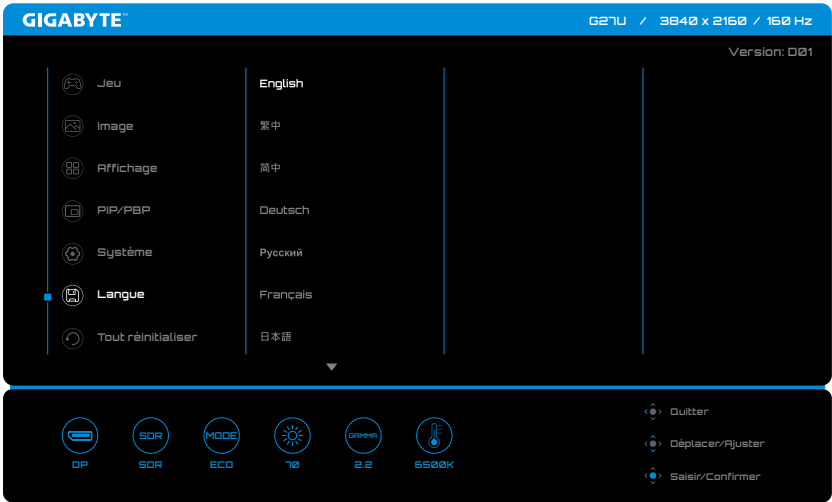 GIGABYTE™
G27U / 3840 x 2160 / 160 Hz
Version: D01
Jeu
English
Image
繁中
Affichage
简中
PIP/PBP
Deutsch
Système
Русский
Langue
Français
Tout réinitialiser
日本語
Quitter
Déplacer/Ajuster
Saisir/Confirmer
SDR
MODE
GAMMA
DP
SDR
ECO
70
2.2
6500K